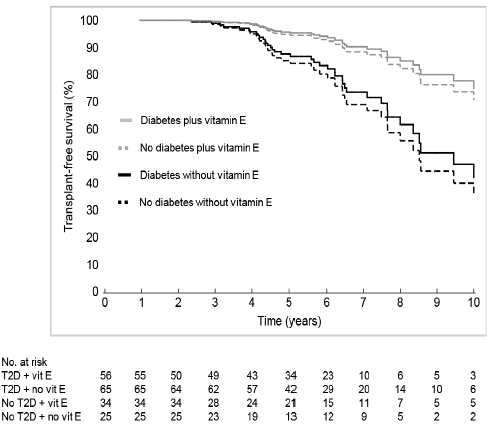 Transplant-free survival (%)
100
90
80
70
60
50
40
30
20
10
0
Diabetes plus vitamin E
No diabetes plus vitamin E
Diabetes without vitamin E
No diabetes without vitamin E
0 1 2 3 4 5 6 7 8 9 10
Time (years)
No. at risk
T2D + vit E 56 55 50 49 43 34 23 10 6 5 3
T2D + no vit E 65 65 64 62 57 42 29 20 14 10 6
No T2D + vit E 34 34 34 28 24 21 15 11 7 5 5
No T2D + no vit E 25 25 25 23 19 13 12 9 5 2 2